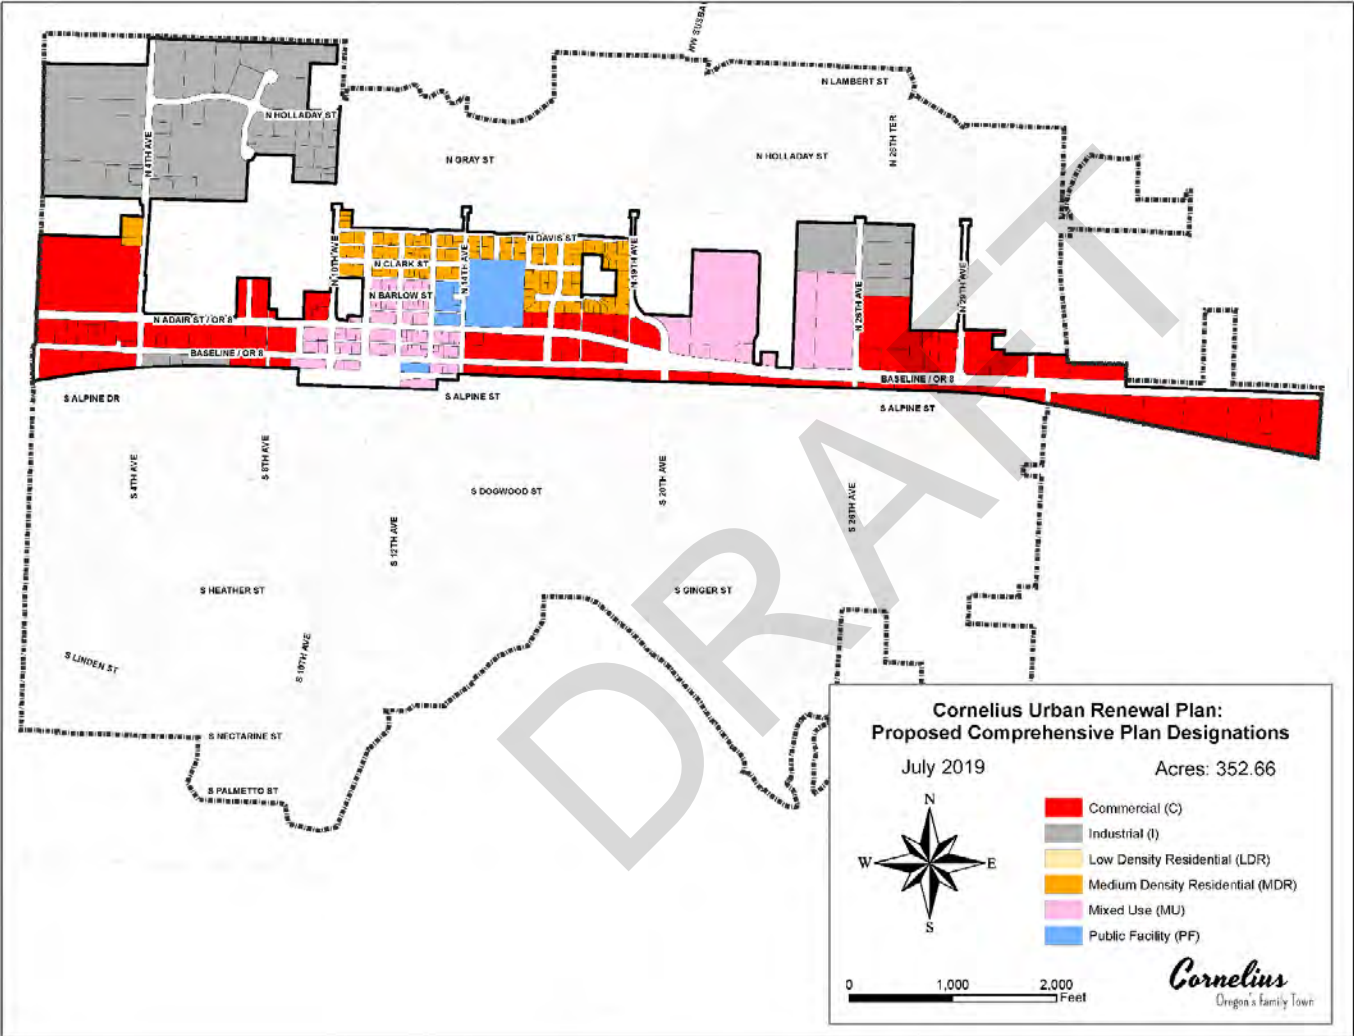 NW SUSBA
N LAMBERT ST
N HOLLADAY ST
N 4TH AVE
N GRAY ST
N HOLLADAY ST
N 26TH TER
N 10TH AVE
N 14TH AVE
N DAVIS ST
N 19TH AVE
N CLARK ST
N BARLOW ST
N 26TH AVE
N 29TH AVE
N ADAIR ST / OR 8
BASELINE / OR 8
BASELINE / OR 8
S ALPINE DR
S ALPINE ST
S ALPINE ST
S 4TH AVE
S 8TH AVE
S DOGWOOD ST
S 20TH AVE
S 26TH AVE
S 12TH AVE
S HEATHER ST
S GINGER ST
S LINDEN ST
S 10TH AVE
S NECTARINE ST
S PALMETTO ST
DRAFT
Cornelius Urban Renewal Plan:
Proposed Comprehensive Plan Designations
July 2019 Acres: 352.66
N
W E
S
Commercial (C)
Industrial (I)
Low Density Residential (LDR)
Medium Density Residential (MDR)
Mixed Use (MU)
Public Facility (PF)
0 1,000 2,000
Feet
Cornelius
Oregon's Family Town